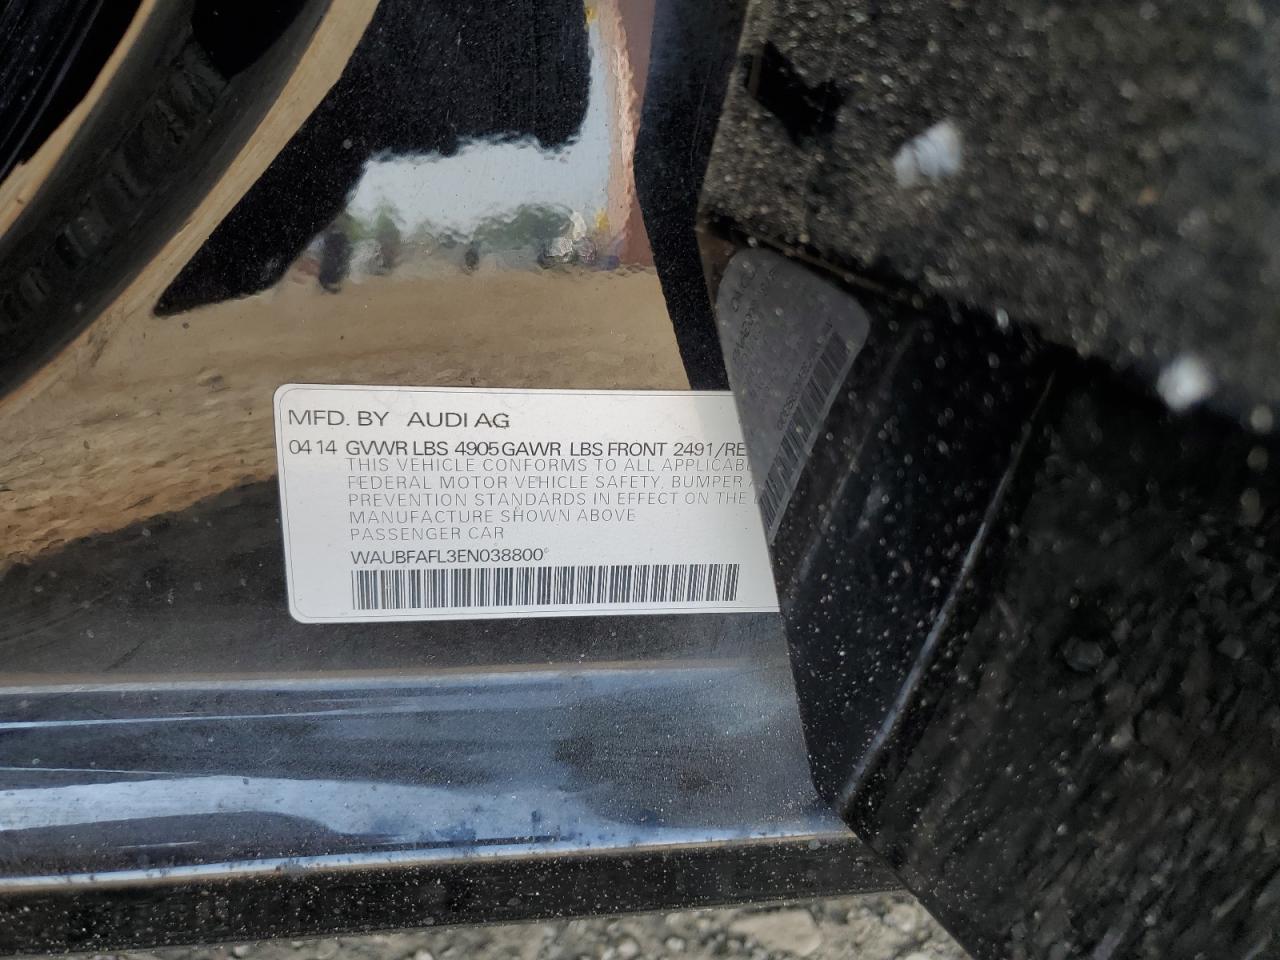 MFD. BY AUDI AG
04 14 GVWR LBS 4905 GAWR LBS FRONT 2491/RE
THIS VEHICLE CONFORMS TO ALL APPLICABL
FEDERAL MOTOR VEHICLE SAFETY, BUMPER
PREVENTION STANDARDS IN EFFECT ON THE
MANUFACTURE SHOWN ABOVE
PASSENGER CAR
WAUBFAFL3EN038800